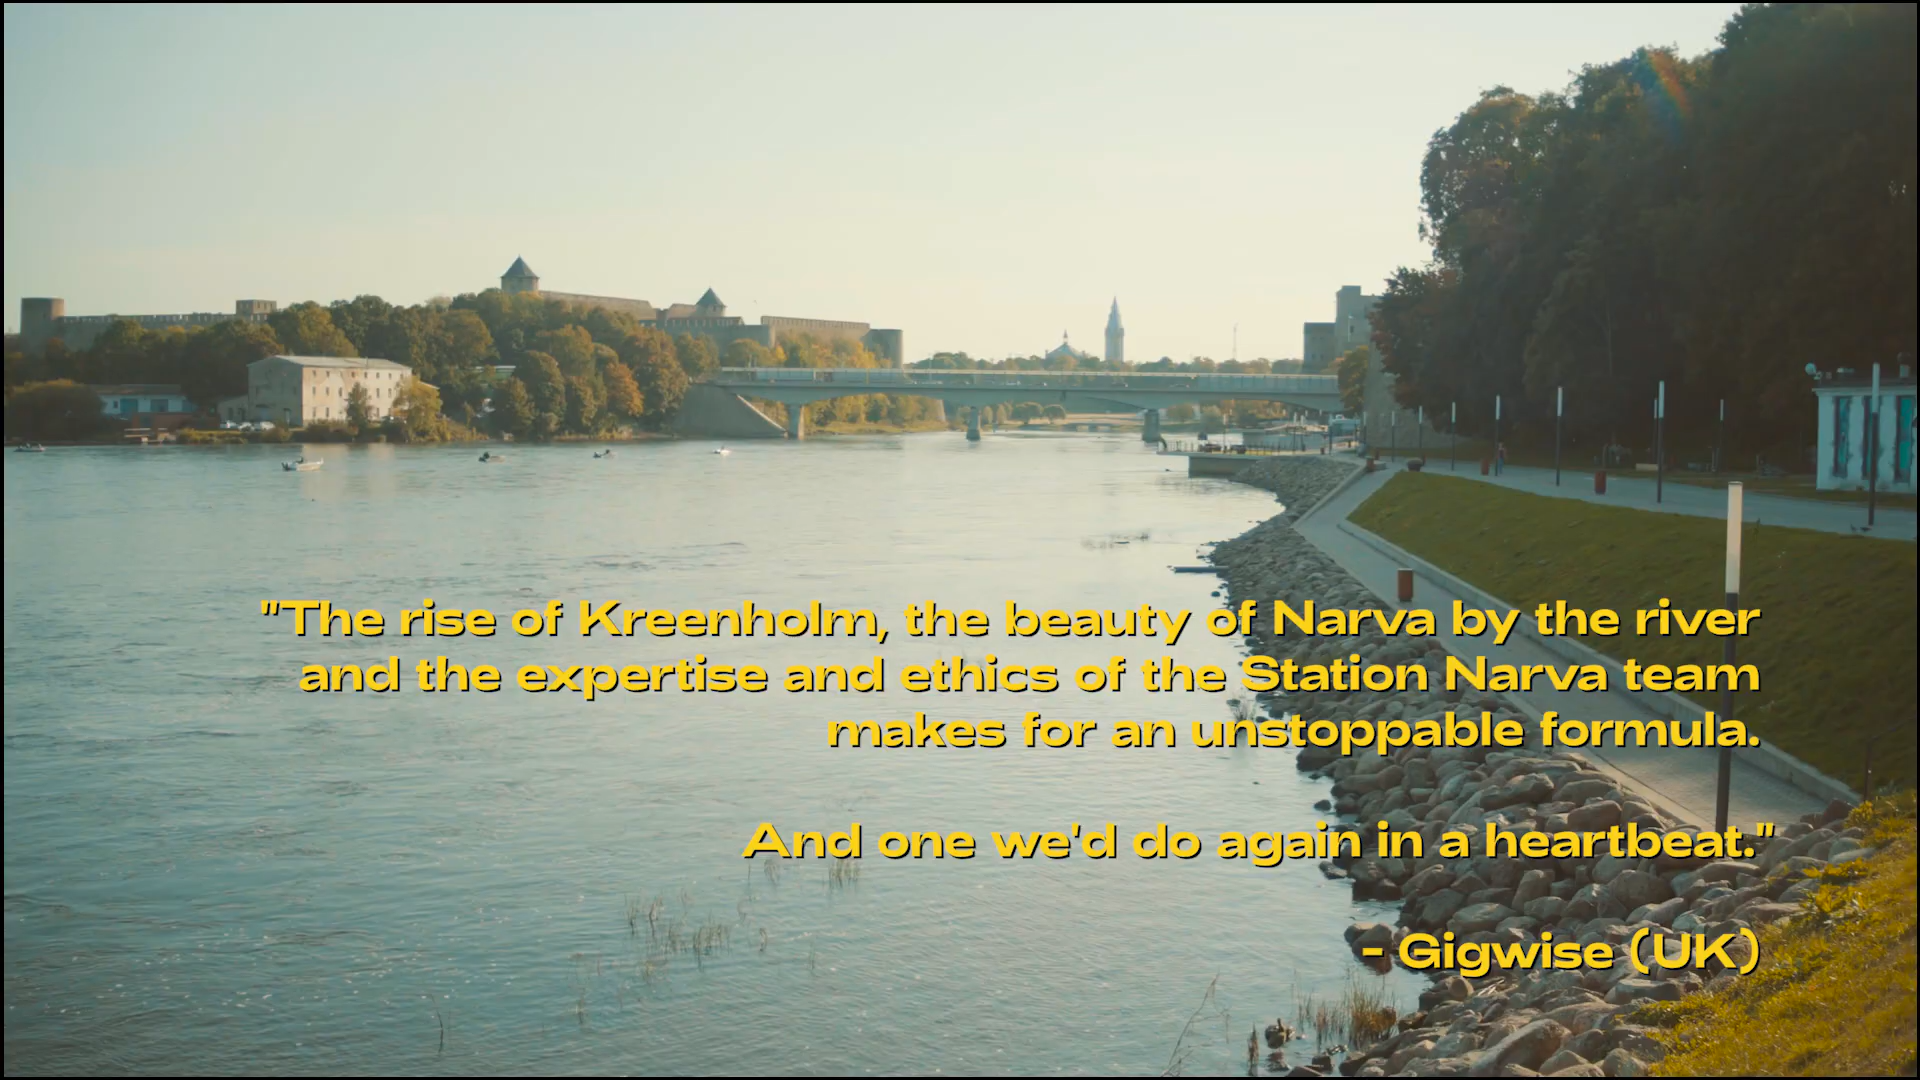 "The rise of Kreenholm, the beauty of Narva by the river
and the expertise and ethics of the Station Narva team
makes for an unstoppable formula.
And one we'd do again in a heartbeat."
- Gigwise (UK)